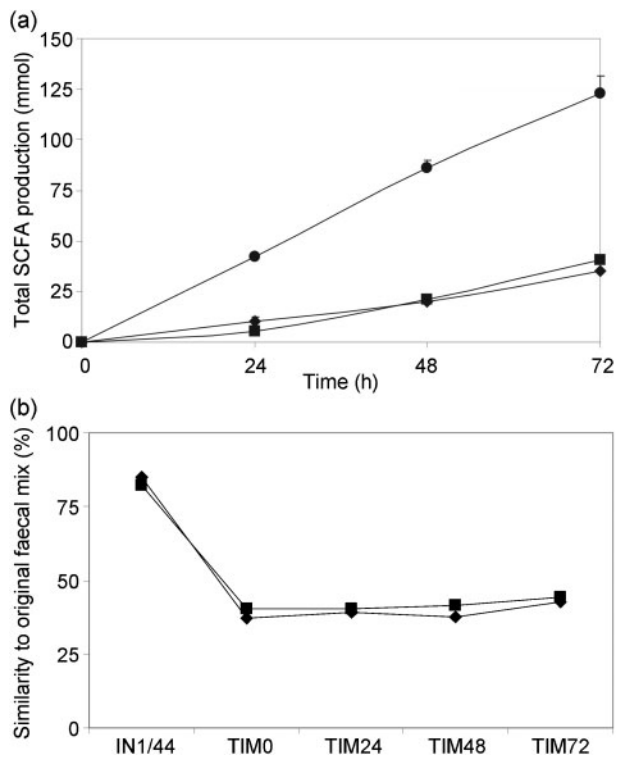 (a)
Total SCFA production (mmol)
150
125
100
75
50
25
0
0 24 48 72
Time (h)
(b)
Similarity to original faecal mix (%)
100
75
50
25
0
IN1/44 TIM0 TIM24 TIM48 TIM72